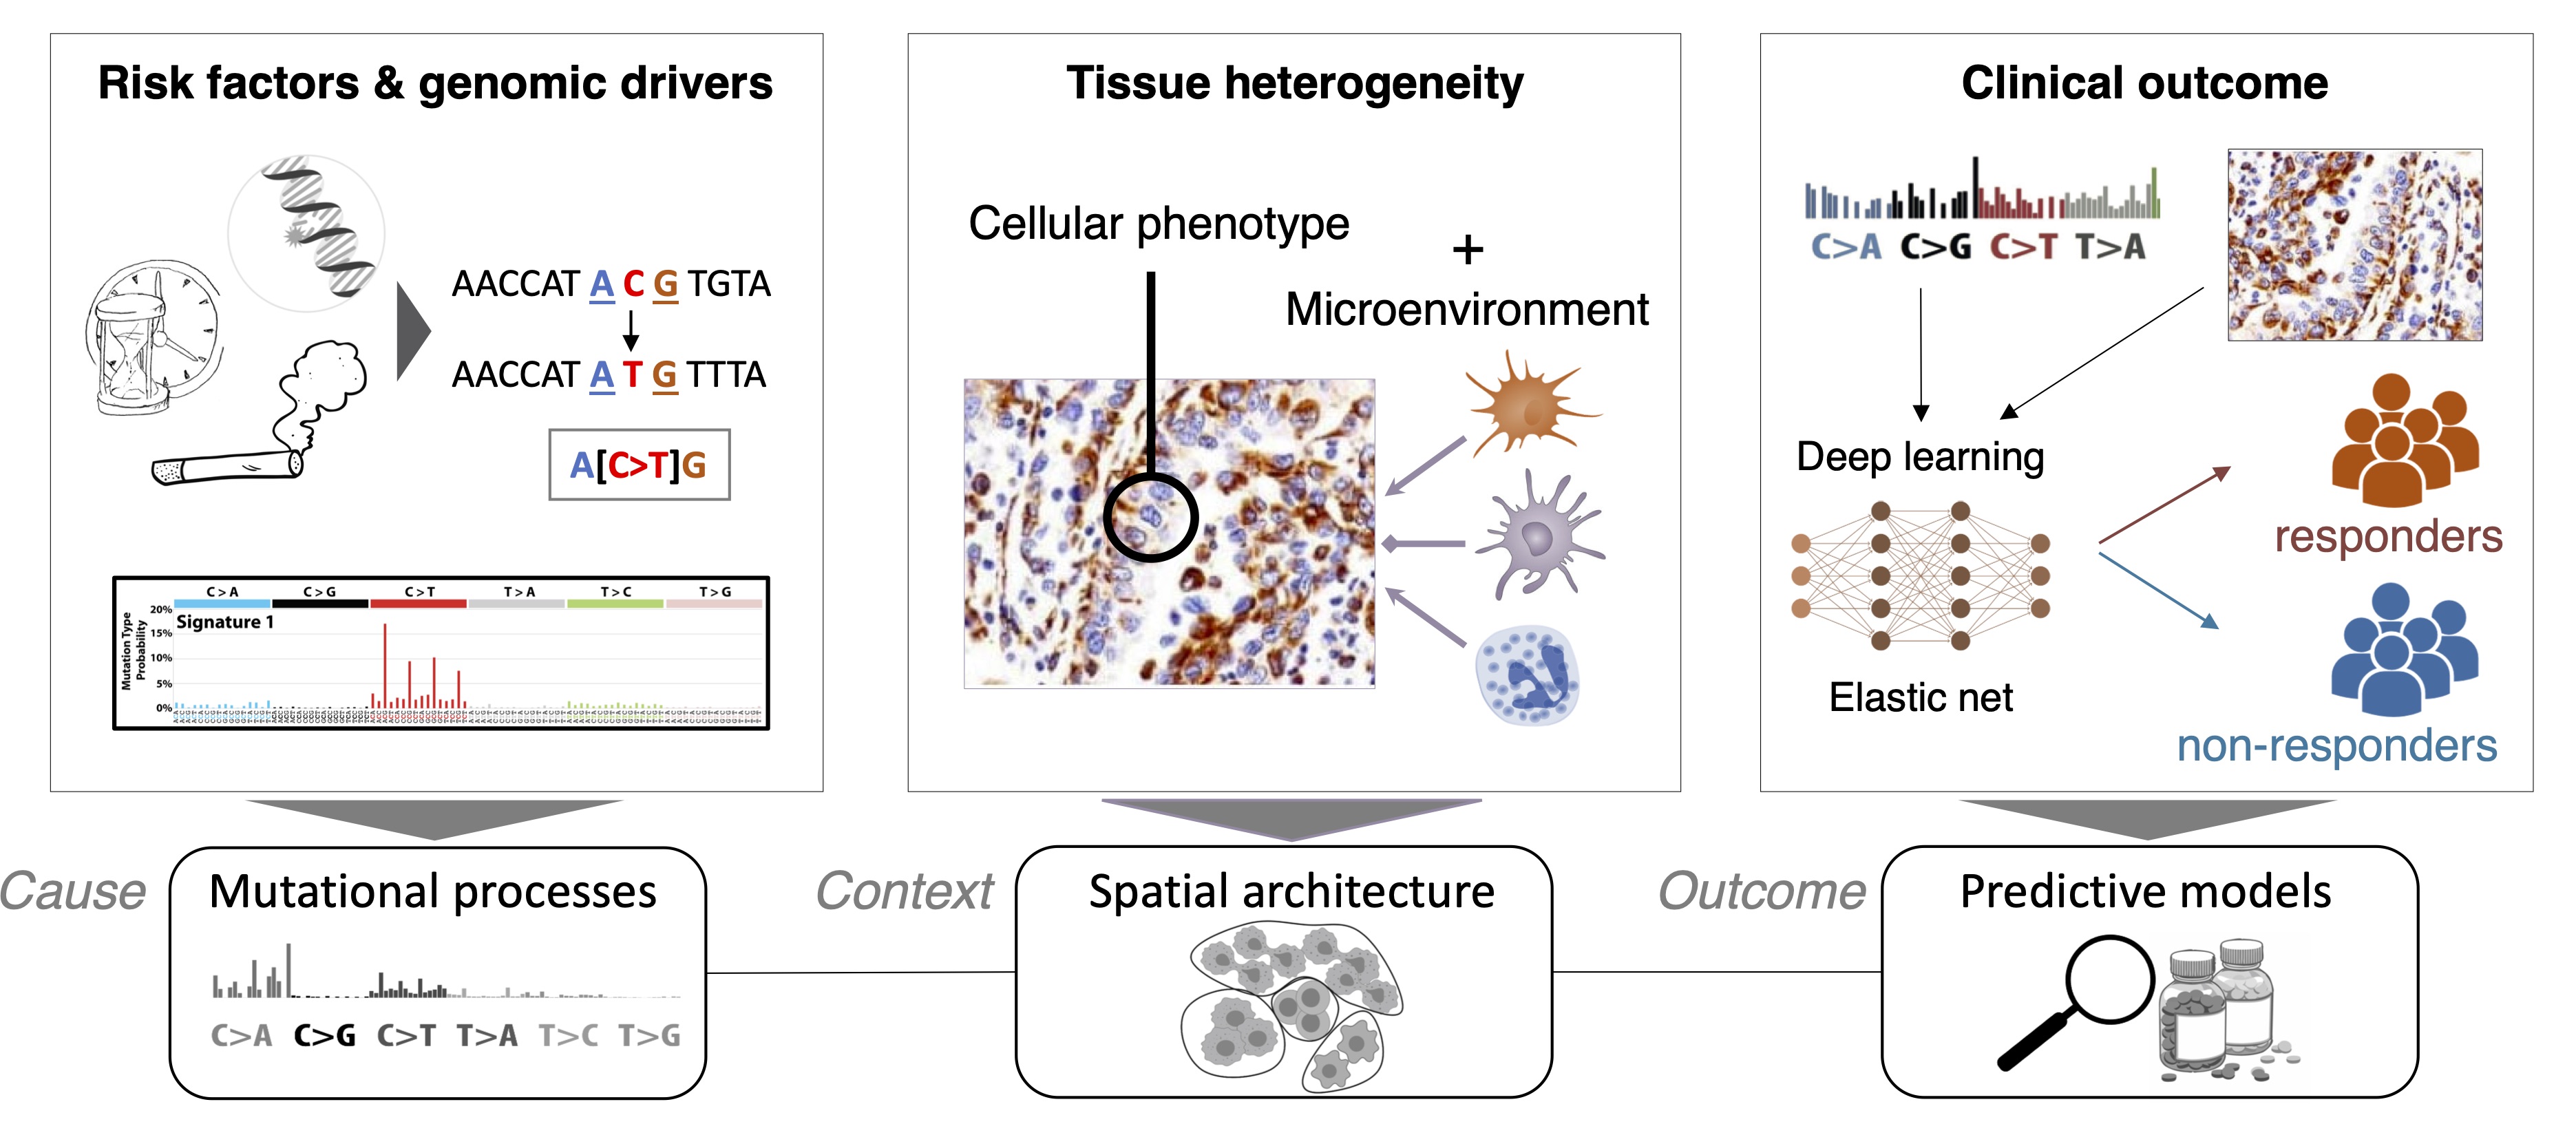 Risk factors & genomic drivers
AACCAT A C G TGTA
AACCAT A T G TTTA
A[C>T]G
C > A C > G C > T T > A T > C T > G
Signature 1
Mutation Type
Probability
20%
15%
10%
5%
0%
Tissue heterogeneity
Cellular phenotype
+
Microenvironment
Clinical outcome
C>A C>G C>T T>A
Deep learning
Elastic net
responders
non-responders
Cause
Mutational processes
C>A C>G C>T T>A T>C T>G
Context
Spatial architecture
Outcome
Predictive models